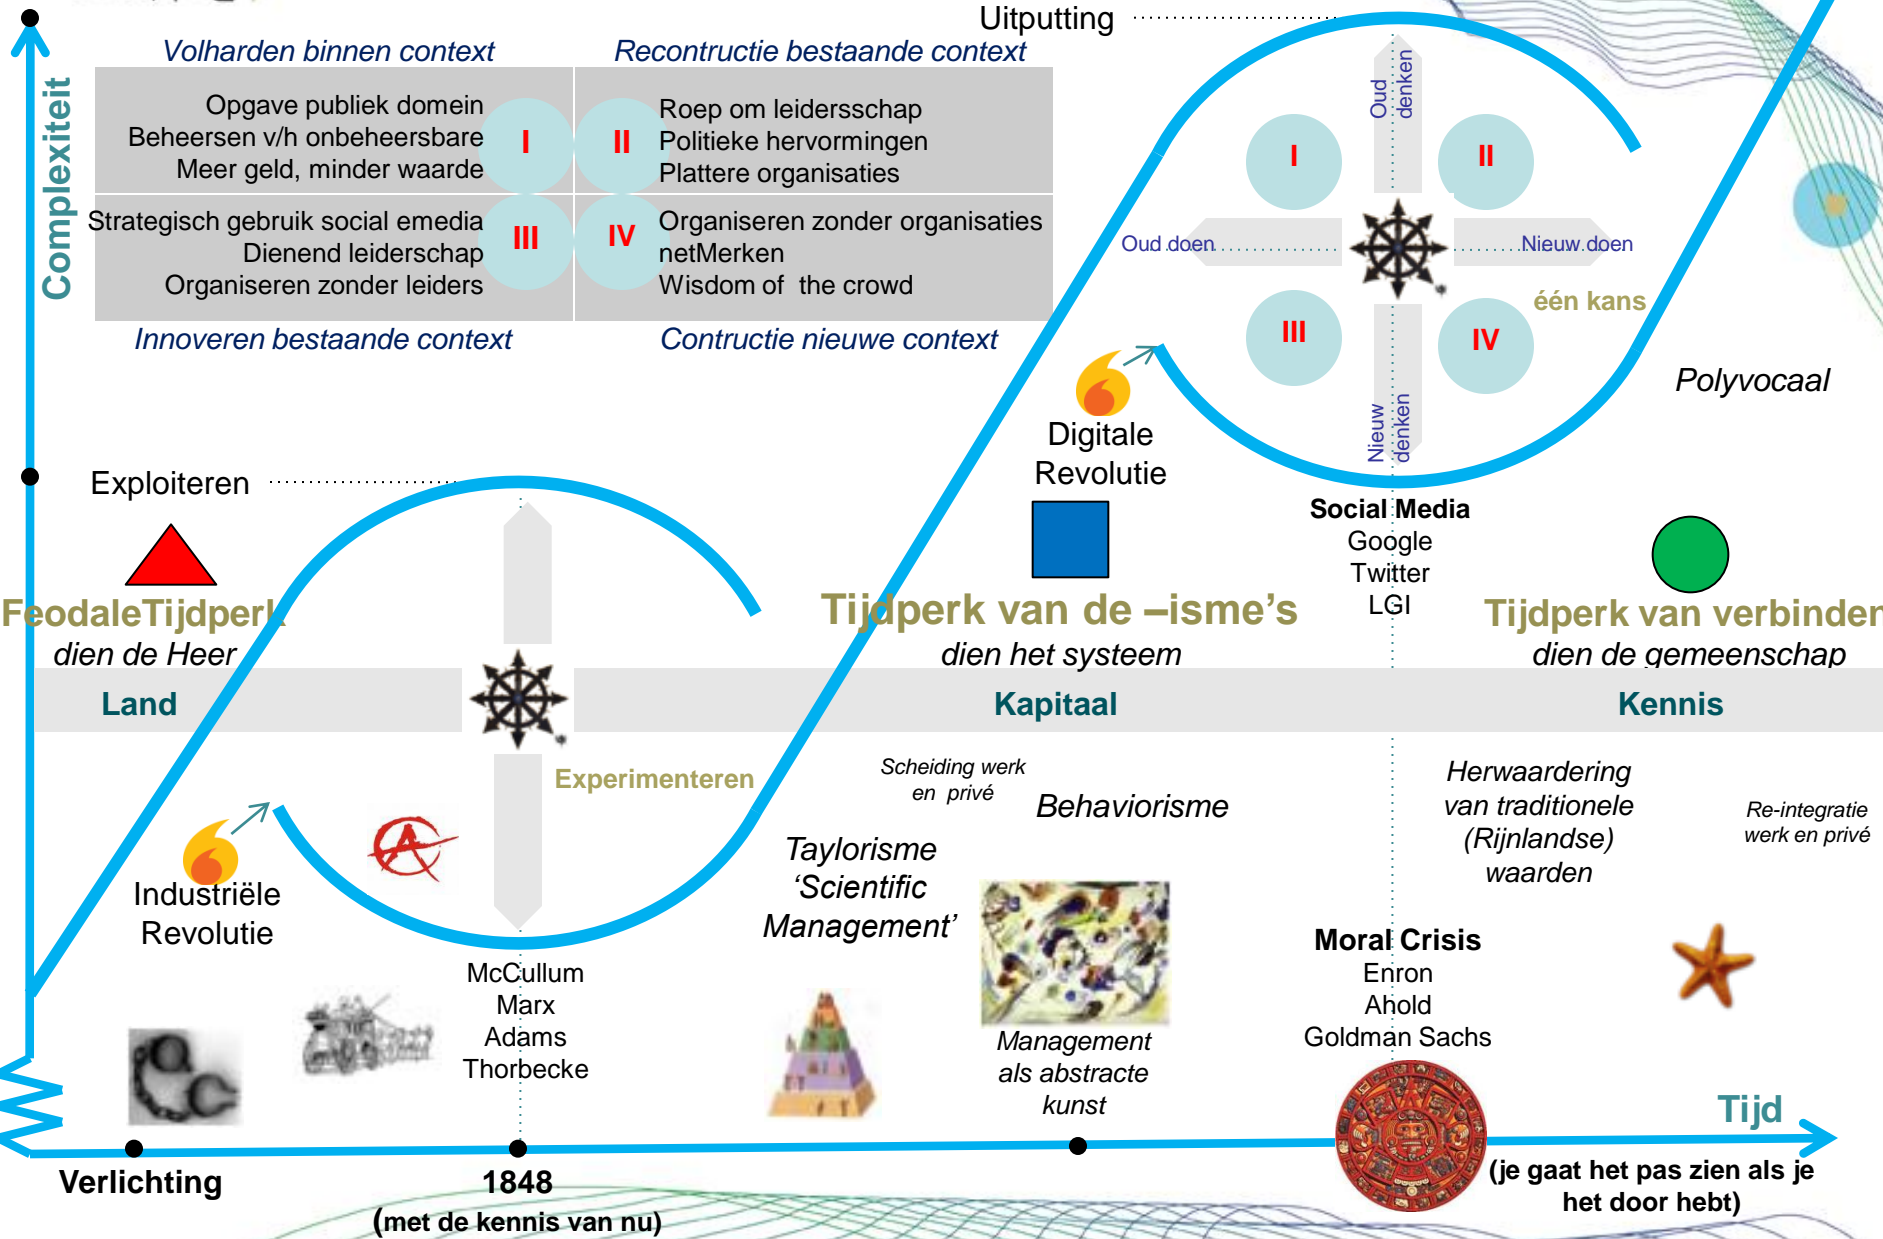 Uitputting
Volharden binnen context
Recontructie bestaande context
Complexiteit
Opgave publiek domein
Beheersen v/h onbeheersbare
Meer geld, minder waarde
I
II
Roep om leidersschap
Politieke hervormingen
Plattere organisaties
Strategisch gebruik social emedia
Dienend leiderschap
Organiseren zonder leiders
III
IV
Organiseren zonder organisaties
netMerken
Wisdom of the crowd
Innoveren bestaande context
Contructie nieuwe context
Oud
denken
I
II
Oud doen
Nieuw doen
één kans
III
IV
Nieuw
denken
Polyvocaal
Digitale
Revolutie
Exploiteren
Social Media
Google
Twitter
LGI
FeodaleTijdperk
dien de Heer
Tijdperk van de –isme's
dien het systeem
Tijdperk van verbinden
dien de gemeenschap
Land
Kapitaal
Kennis
Experimenteren
Scheiding werk
en privé
Behaviorisme
Herwaardering
van traditionele
(Rijnlandse)
waarden
Re-integratie
werk en privé
Taylorisme
‘Scientific
Management’
Industriële
Revolutie
McCullum
Marx
Adams
Thorbecke
Management
als abstracte
kunst
Moral Crisis
Enron
Ahold
Goldman Sachs
Tijd
Verlichting
1848
(met de kennis van nu)
(je gaat het pas zien als je
het door hebt)